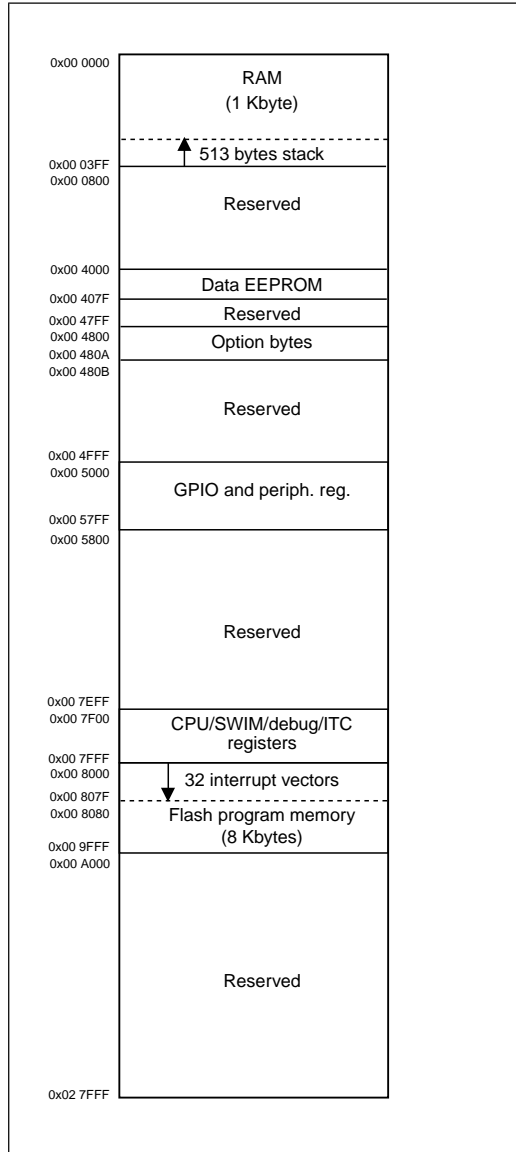 0x00 0000
RAM
(1 Kbyte)
513 bytes stack
0x00 03FF
0x00 0800
Reserved
0x00 4000
Data EEPROM
0x00 407F
Reserved
0x00 47FF
0x00 4800
Option bytes
0x00 480A
0x00 480B
Reserved
0x00 4FFF
0x00 5000
GPIO and periph. reg.
0x00 57FF
0x00 5800
Reserved
0x00 7EFF
0x00 7F00
CPU/SWIM/debug/ITC
registers
0x00 7FFF
0x00 8000
32 interrupt vectors
0x00 807F
0x00 8080
Flash program memory
(8 Kbytes)
0x00 9FFF
0x00 A000
Reserved
0x02 7FFF